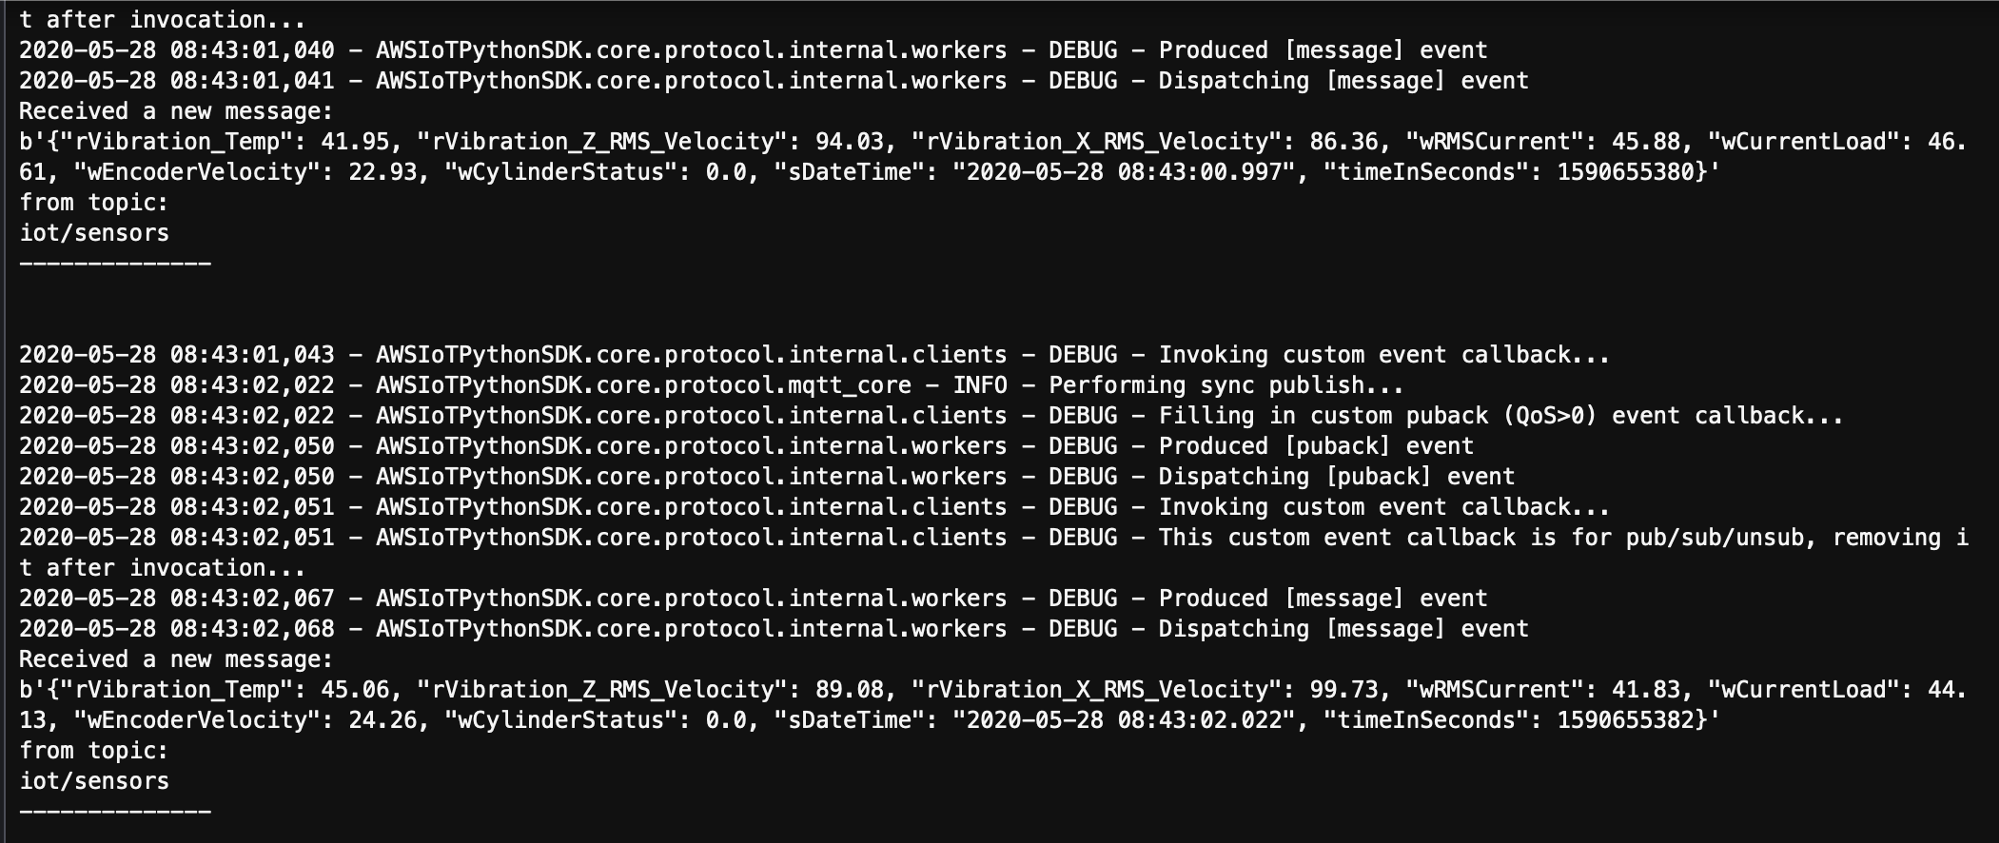 t after invocation...
2020-05-28 08:43:01,040 - AWSIoTPythonSDK.core.protocol.internal.workers - DEBUG - Produced [message] event
2020-05-28 08:43:01,041 - AWSIoTPythonSDK.core.protocol.internal.workers - DEBUG - Dispatching [message] event
Received a new message:
b'{"rVibration_Temp": 41.95, "rVibration_Z_RMS_Velocity": 94.03, "rVibration_X_RMS_Velocity": 86.36, "wRMSCurrent": 45.88, "wCurrentLoad": 46.
61, "wEncoderVelocity": 22.93, "wCylinderStatus": 0.0, "sDateTime": "2020-05-28 08:43:00.997", "timeInSeconds": 1590655380}'
from topic:
iot/sensors
--------------
2020-05-28 08:43:01,043 - AWSIoTPythonSDK.core.protocol.internal.clients - DEBUG - Invoking custom event callback...
2020-05-28 08:43:02,022 - AWSIoTPythonSDK.core.protocol.mqtt_core - INFO - Performing sync publish...
2020-05-28 08:43:02,022 - AWSIoTPythonSDK.core.protocol.internal.clients - DEBUG - Filling in custom puback (QoS>0) event callback...
2020-05-28 08:43:02,050 - AWSIoTPythonSDK.core.protocol.internal.workers - DEBUG - Produced [puback] event
2020-05-28 08:43:02,050 - AWSIoTPythonSDK.core.protocol.internal.workers - DEBUG - Dispatching [puback] event
2020-05-28 08:43:02,051 - AWSIoTPythonSDK.core.protocol.internal.clients - DEBUG - Invoking custom event callback...
2020-05-28 08:43:02,051 - AWSIoTPythonSDK.core.protocol.internal.clients - DEBUG - This custom event callback is for pub/sub/unsub, removing i
t after invocation...
2020-05-28 08:43:02,067 - AWSIoTPythonSDK.core.protocol.internal.workers - DEBUG - Produced [message] event
2020-05-28 08:43:02,068 - AWSIoTPythonSDK.core.protocol.internal.workers - DEBUG - Dispatching [message] event
Received a new message:
b'{"rVibration_Temp": 45.06, "rVibration_Z_RMS_Velocity": 89.08, "rVibration_X_RMS_Velocity": 99.73, "wRMSCurrent": 41.83, "wCurrentLoad": 44.
13, "wEncoderVelocity": 24.26, "wCylinderStatus": 0.0, "sDateTime": "2020-05-28 08:43:02.022", "timeInSeconds": 1590655382}'
from topic:
iot/sensors
--------------